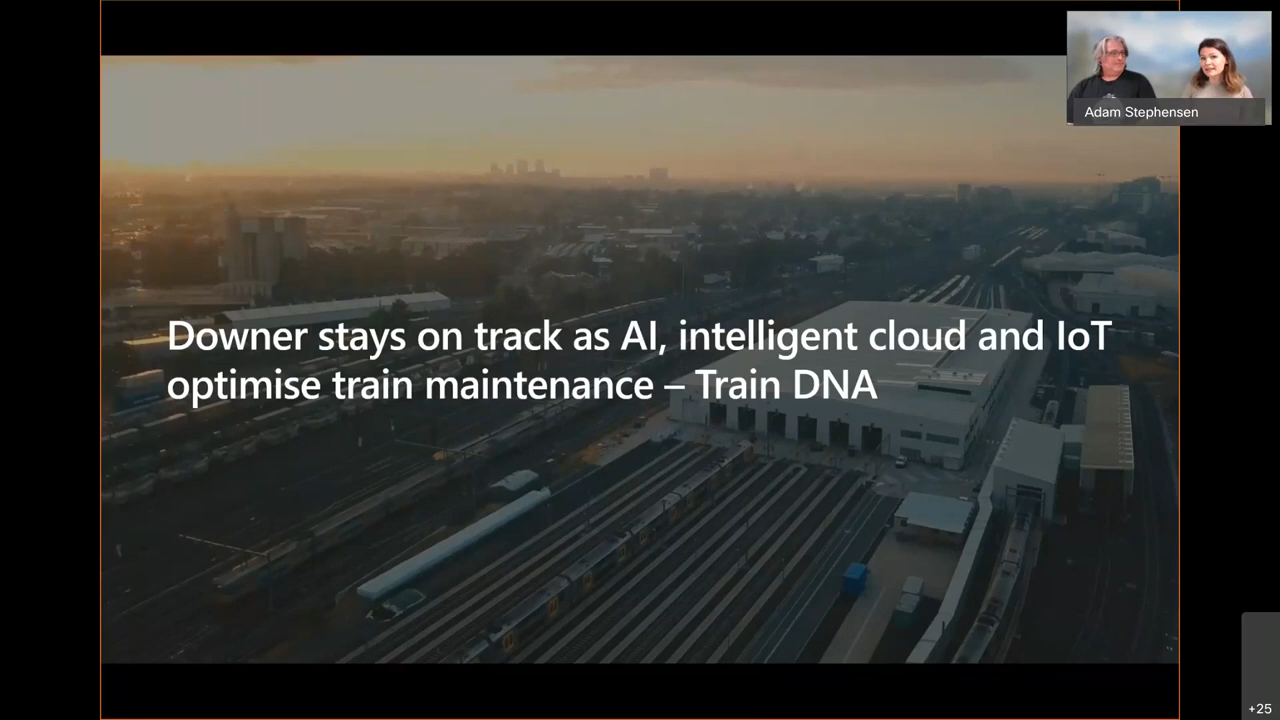 Adam Stephensen
Downer stays on track as AI, intelligent cloud and IoT
optimise train maintenance – Train DNA
+25